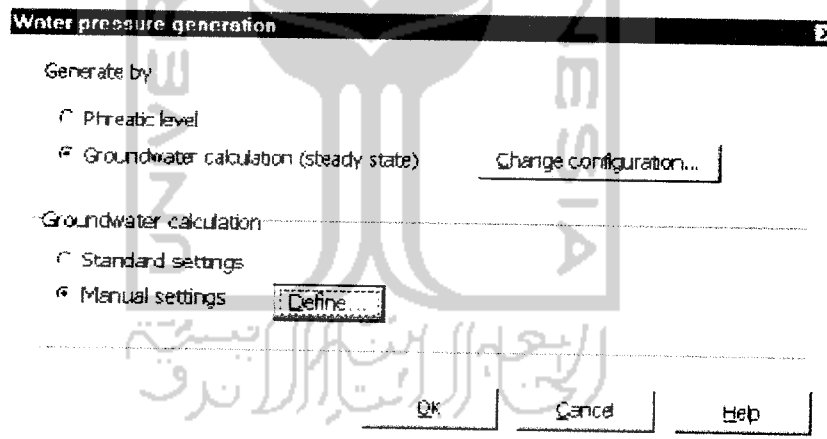 Water pressure generation
Generate by
Phreatic level
Groundwater calculation (steady state)
Change configuration...
Groundwater calculation
Standard settings
Manual settings
Define...
OK
Cancel
Help